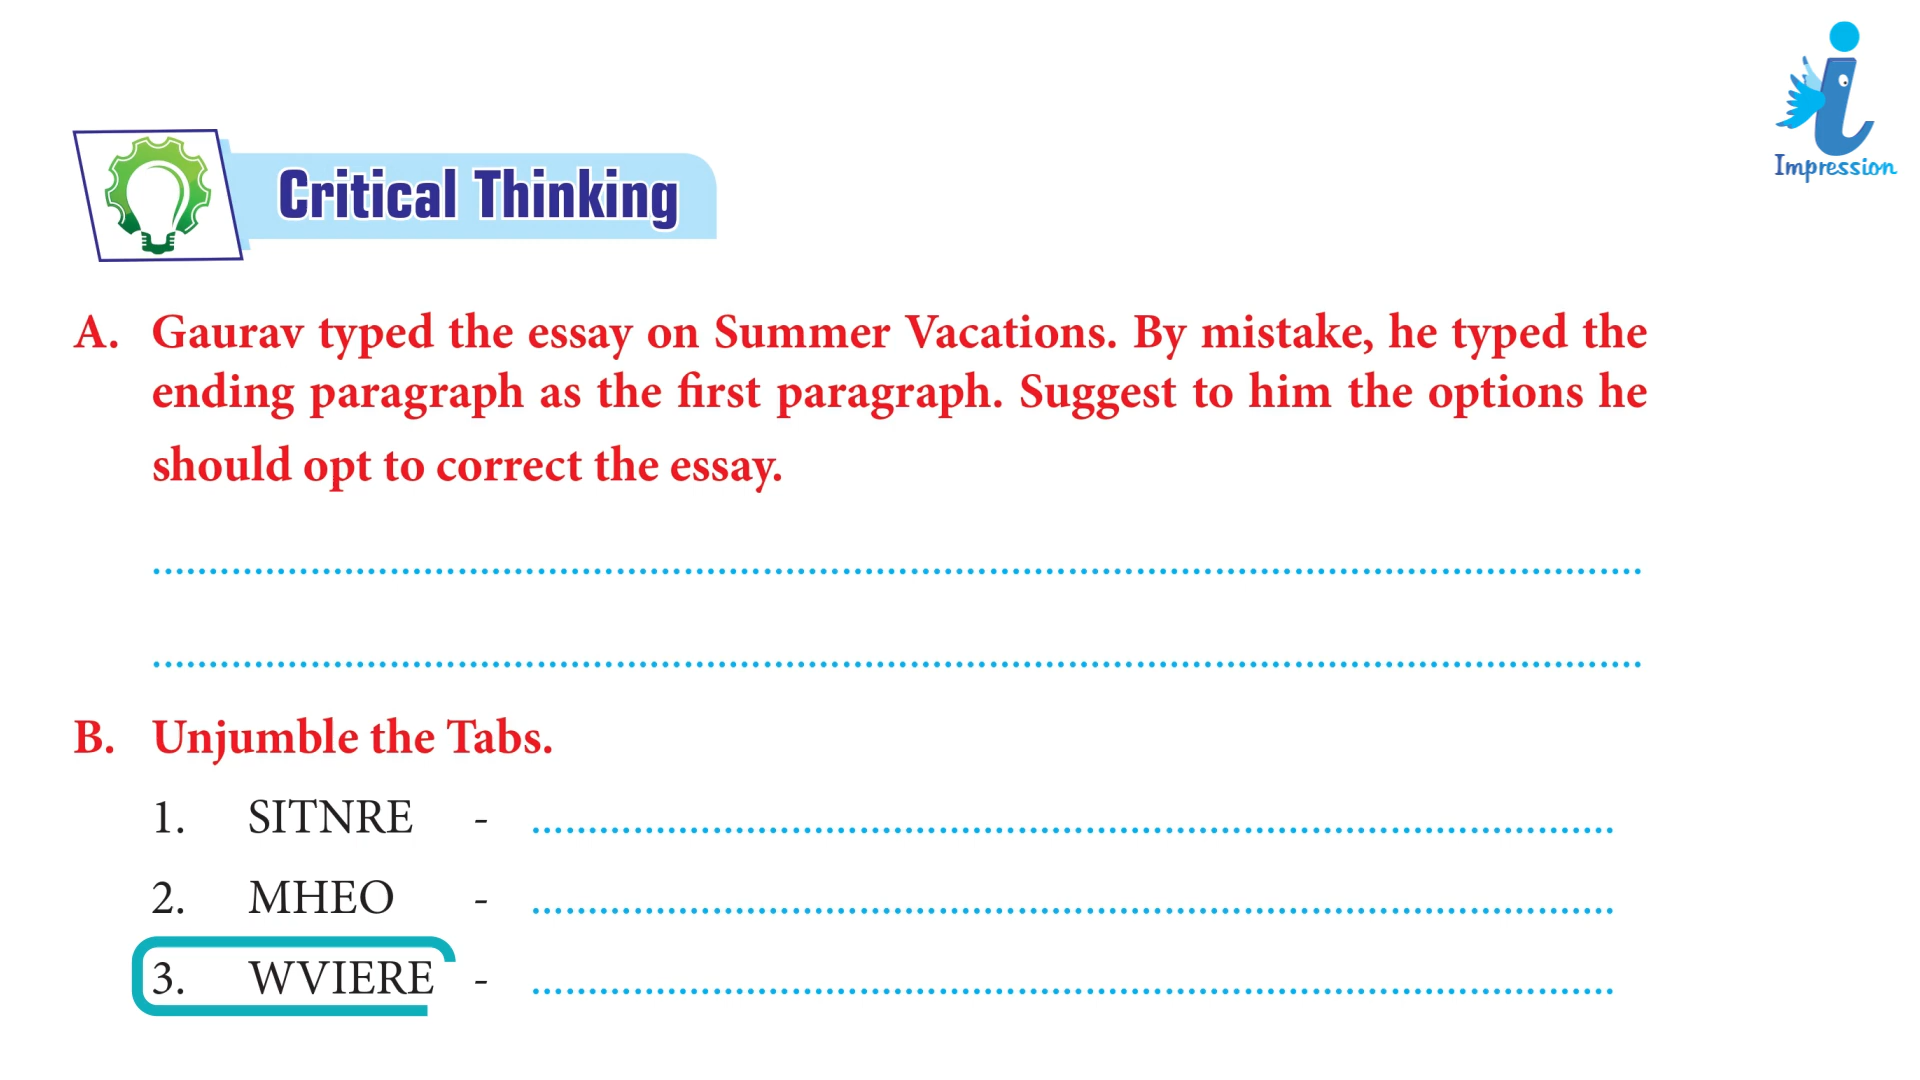 Impression
Critical Thinking
A. Gaurav typed the essay on Summer Vacations. By mistake, he typed the
ending paragraph as the first paragraph. Suggest to him the options he
should opt to correct the essay.
B. Unjumble the Tabs.
1. SITNRE -
2. MHEO -
3. WVIERE -